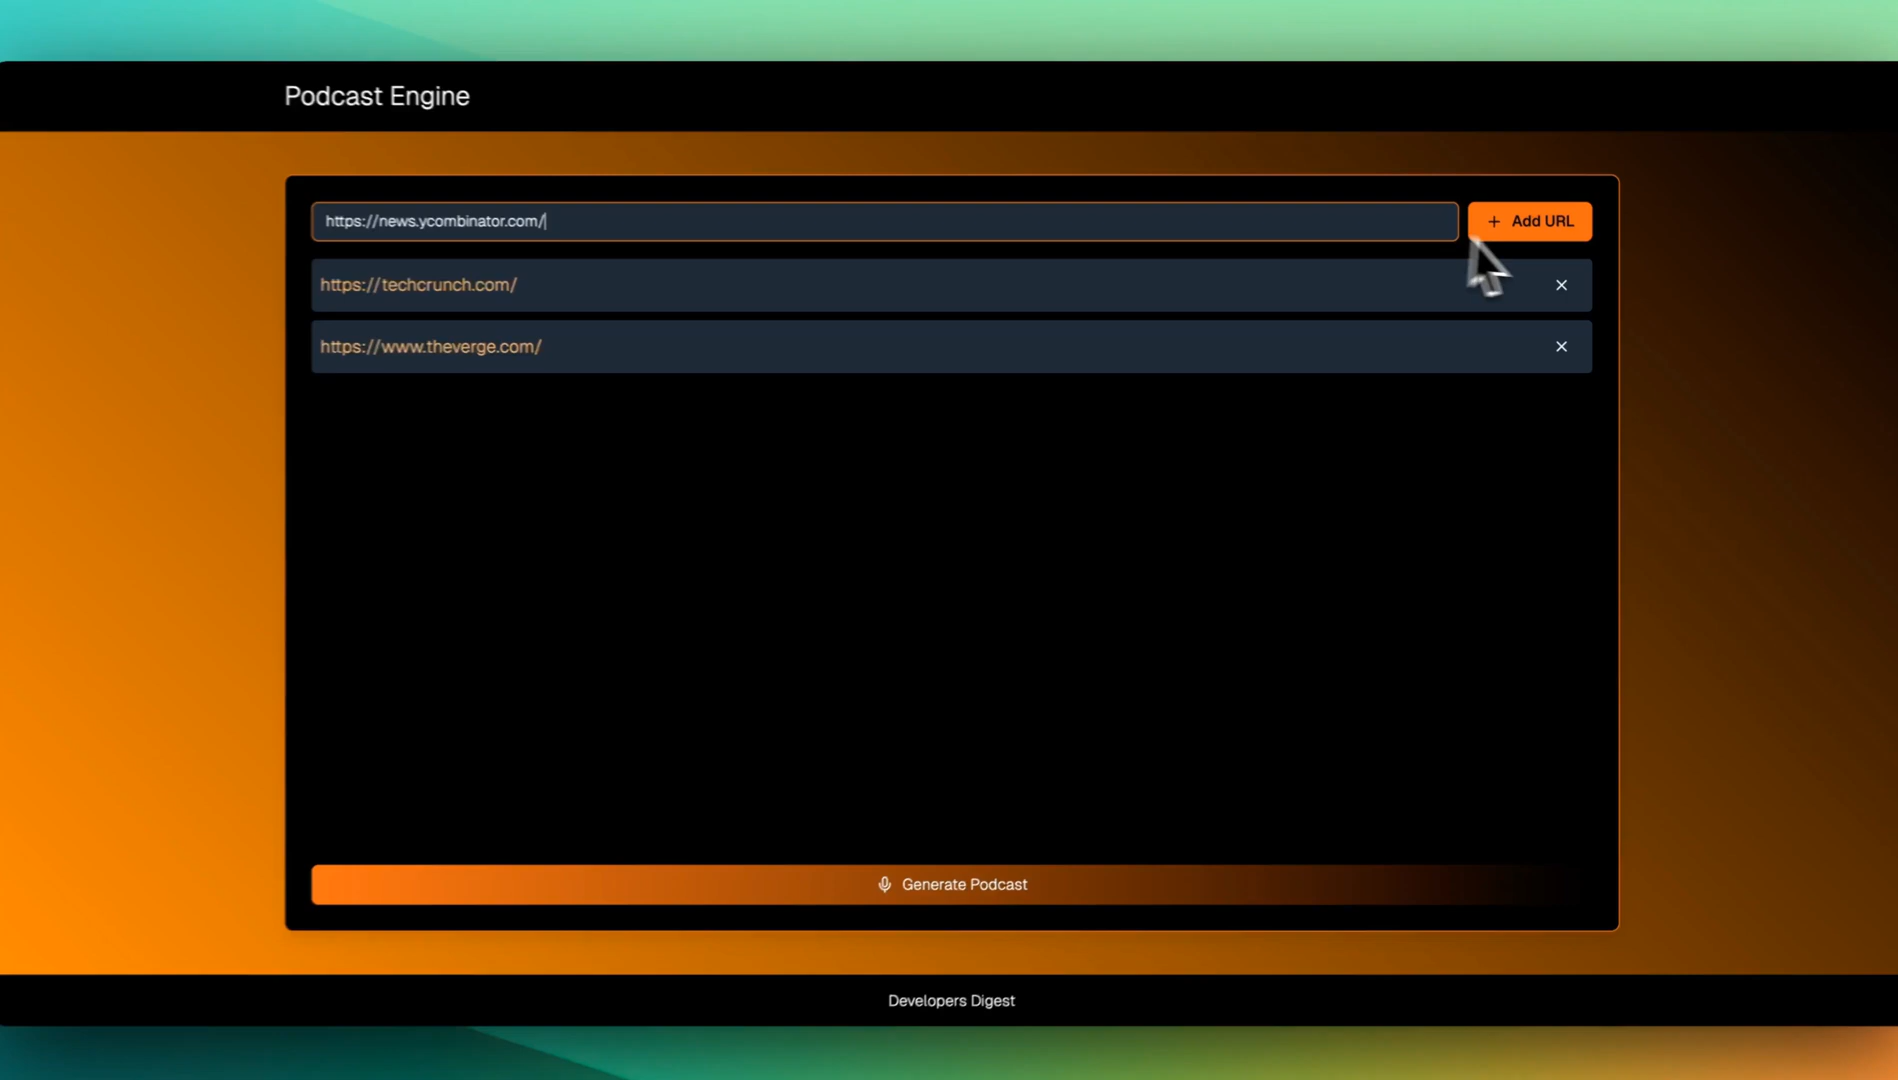 Podcast Engine
https://news.ycombinator.com/
Add URL
https://techcrunch.com/
https://www.theverge.com/
Generate Podcast
Developers Digest